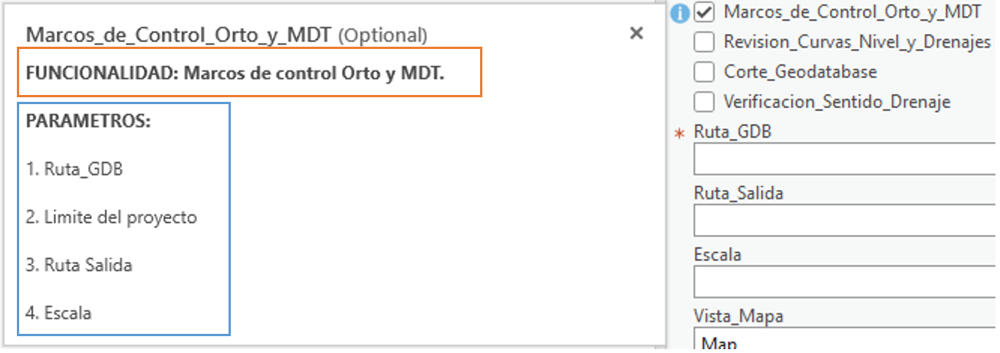 Marcos_de_Control_Orto_y_MDT (Optional)
FUNCIONALIDAD: Marcos de control Orto y MDT.
PARAMETROS:
1. Ruta_GDB
2. Limite del proyecto
3. Ruta Salida
4. Escala
Marcos_de_Control_Orto_y_MDT
Revision_Curvas_Nivel_y_Drenajes
Corte_Geodatabase
Verificacion_Sentido_Drenaje
* Ruta_GDB
Ruta_Salida
Escala
Vista_Mapa
Map